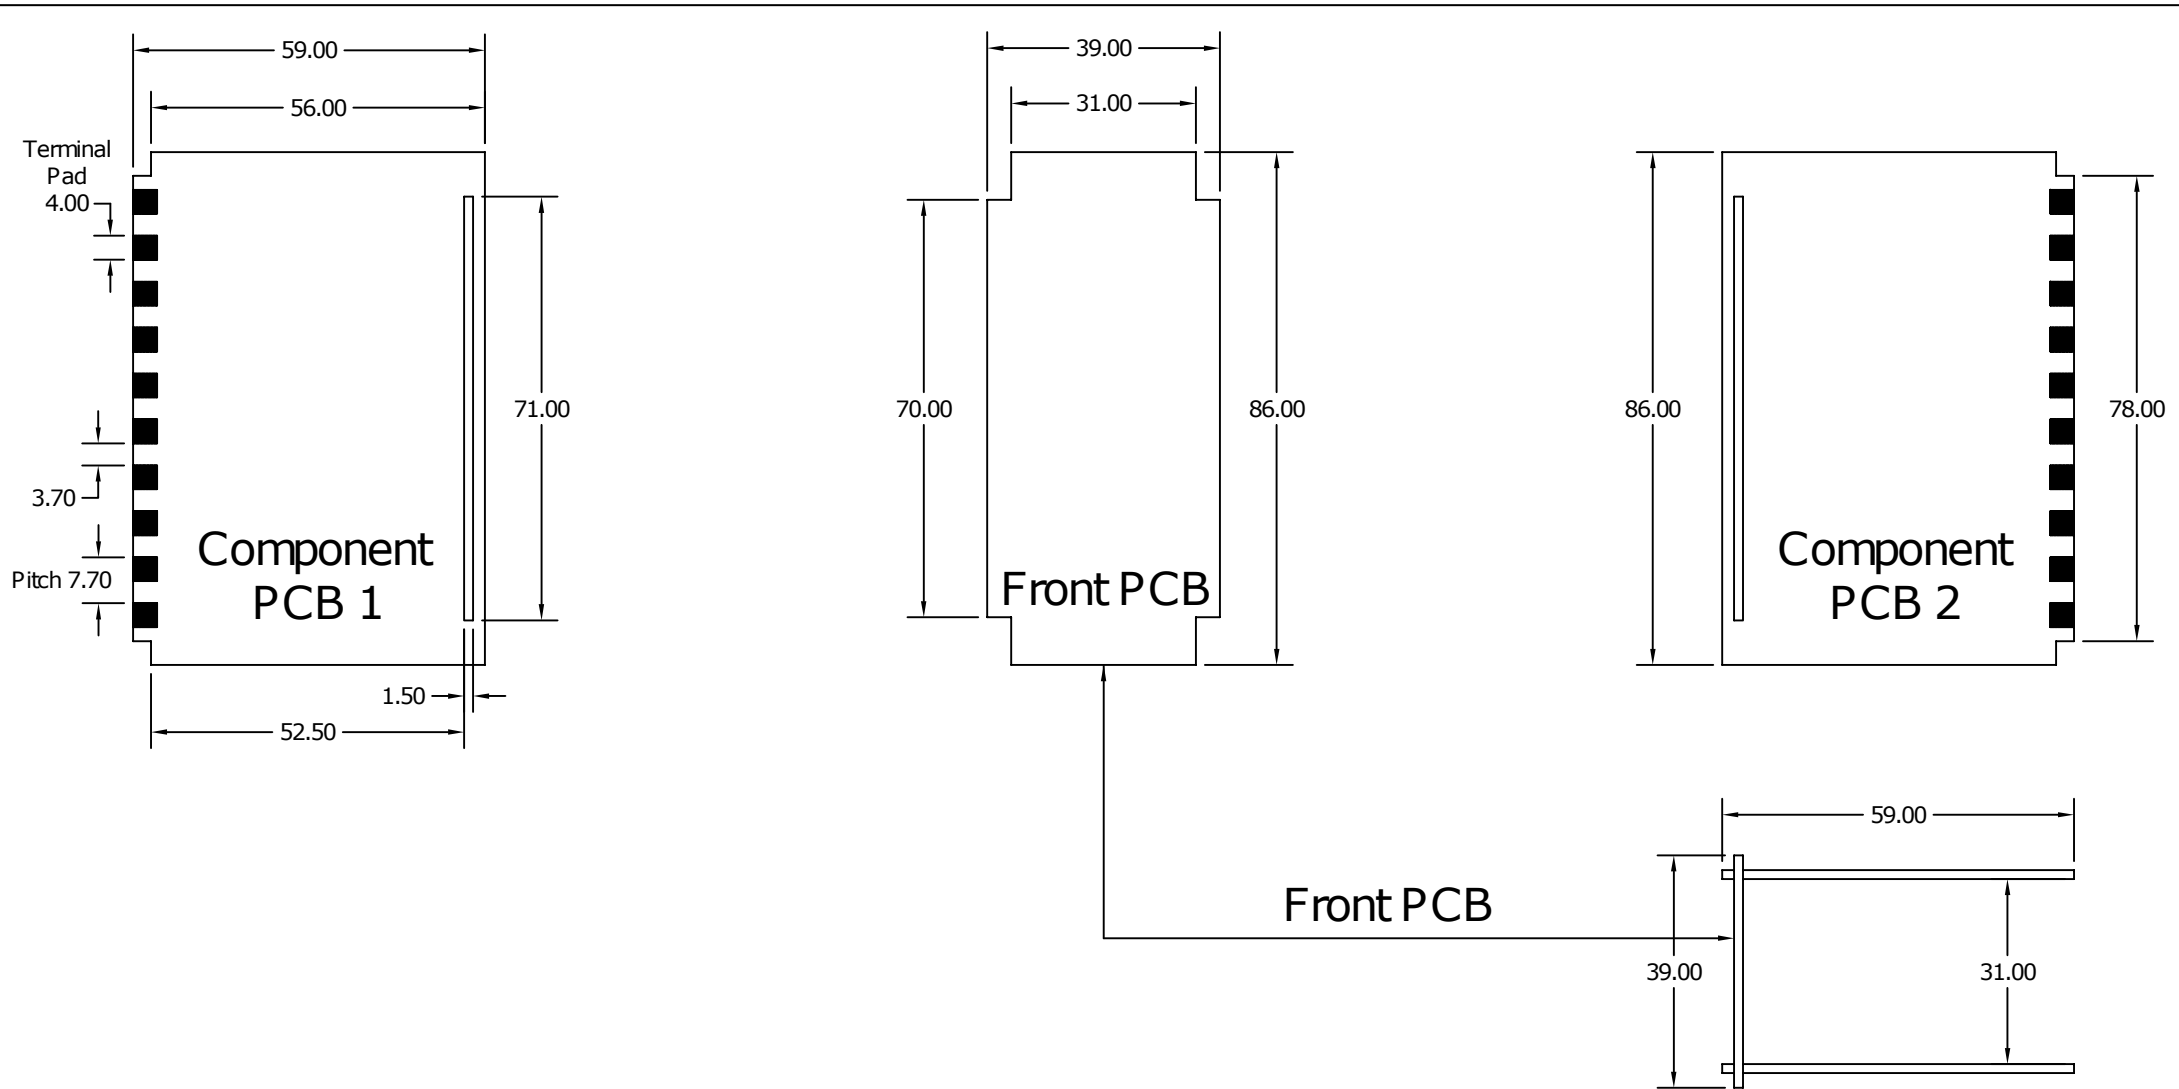 59.00
56.00
Terminal
Pad
4.00
71.00
3.70
Pitch 7.70
Component
PCB 1
1.50
52.50
39.00
31.00
70.00
86.00
Front PCB
86.00
78.00
Component
PCB 2
59.00
Front PCB
39.00
31.00